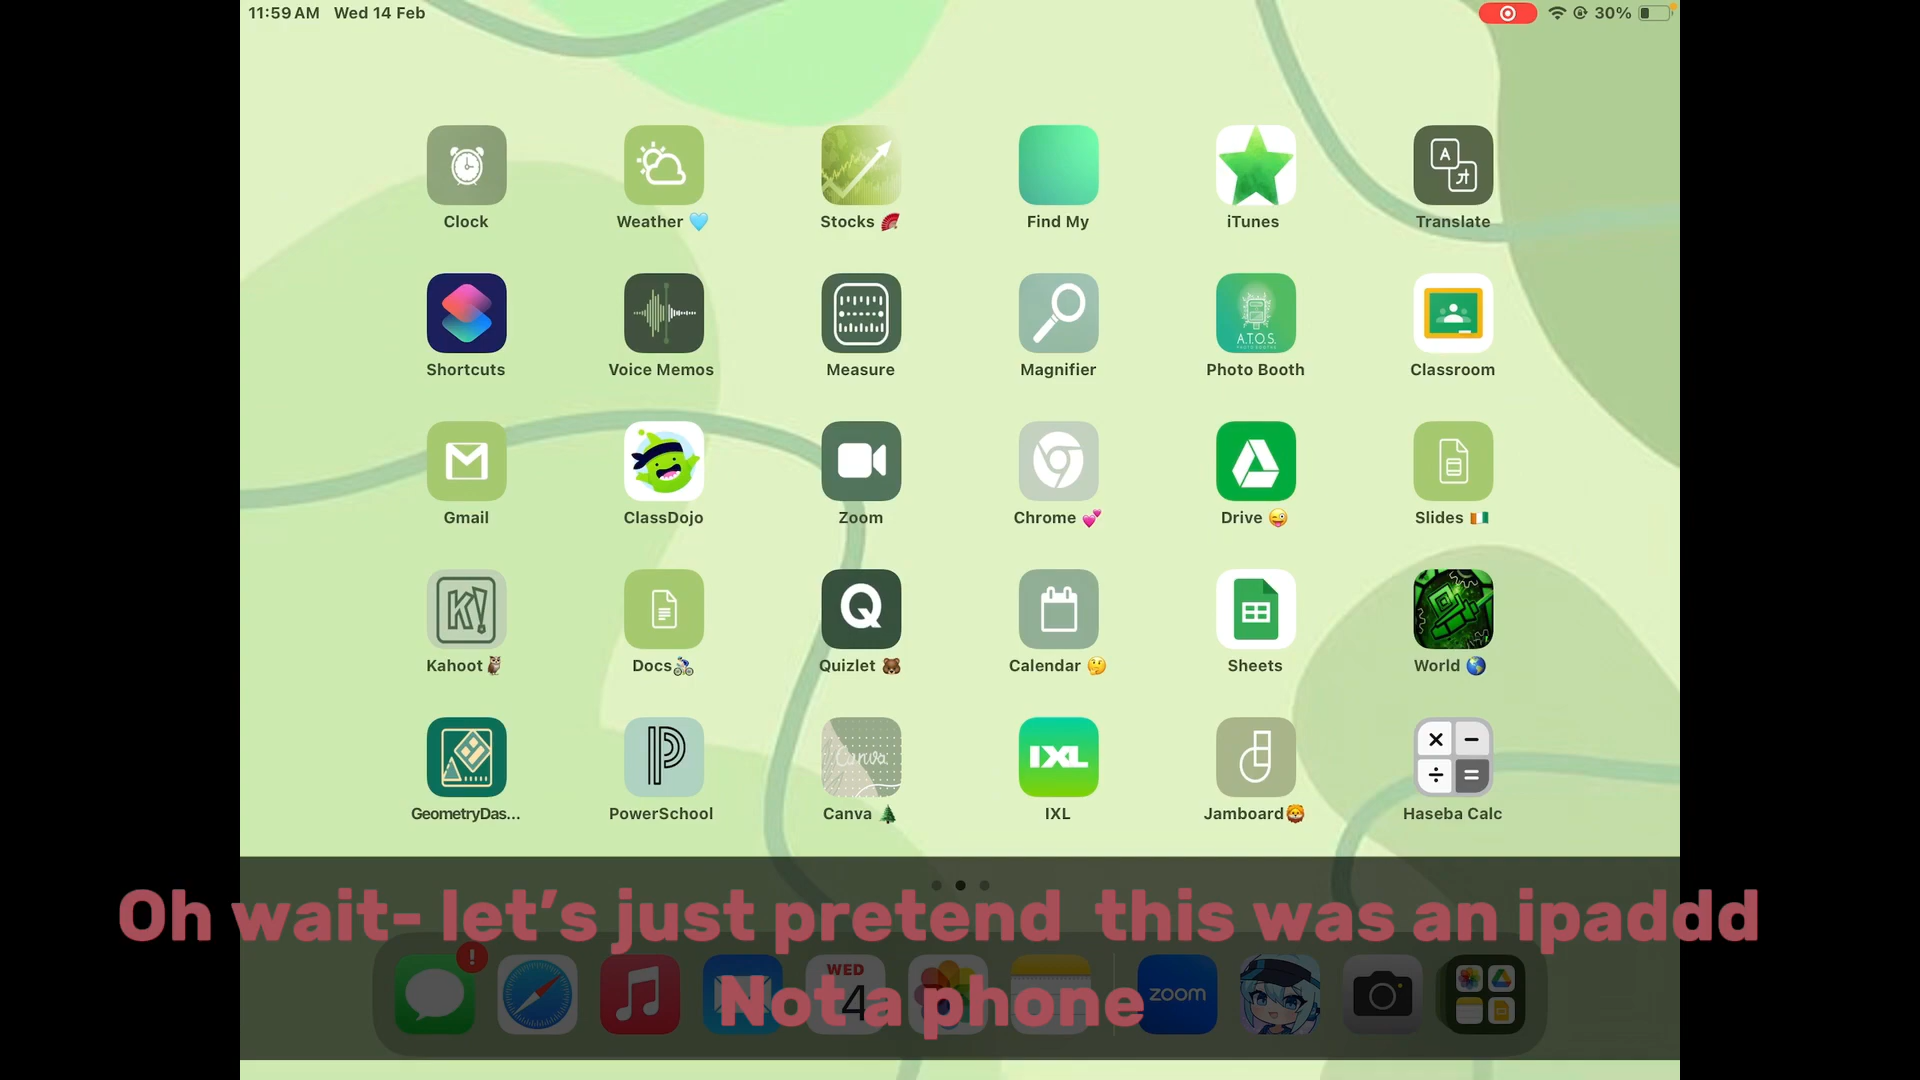 11:59 AM Wed 14 Feb 30%
Clock Weather 🩵 Stocks 🪭 Find My iTunes Translate
A.T.O.S.
Shortcuts Voice Memos Measure Magnifier Photo Booth Classroom
Gmail ClassDojo Zoom Chrome 💕 Drive 😜 Slides 🇮🇪
K! Q
Kahoot🦉 Docs🚴 Quizlet 🐻 Calendar 🤔 Sheets World 🌎
Canva IXL
GeometryDas... PowerSchool Canva 🌲 IXL Jamboard🦁 Haseba Calc
Oh wait- let's just pretend this was an ipaddd
WED
zoom
Not a phone